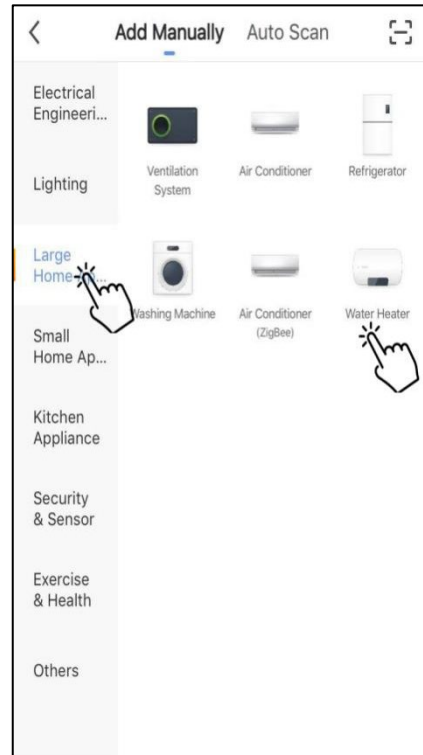 Add Manually Auto Scan
Electrical
Engineeri...
Lighting
Large
Home
Small
Home Ap...
Kitchen
Appliance
Security
& Sensor
Exercise
& Health
Others
Ventilation
System
Air Conditioner
Refrigerator
Washing Machine
Air Conditioner
(ZigBee)
Water Heater